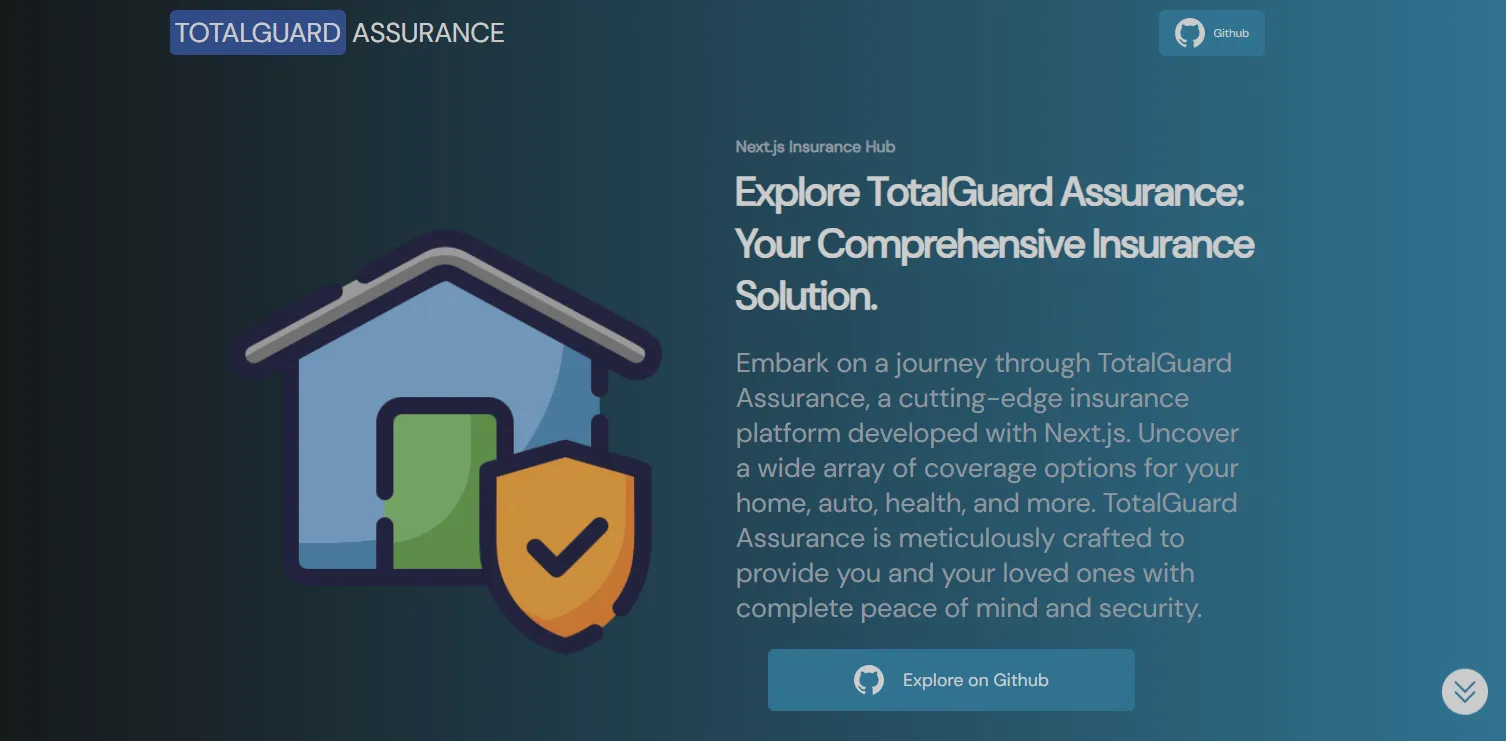 TOTALGUARD ASSURANCE
Github
Next.js Insurance Hub
Explore TotalGuard Assurance:
Your Comprehensive Insurance
Solution.
Embark on a journey through TotalGuard
Assurance, a cutting-edge insurance
platform developed with Next.js. Uncover
a wide array of coverage options for your
home, auto, health, and more. TotalGuard
Assurance is meticulously crafted to
provide you and your loved ones with
complete peace of mind and security.
Explore on Github